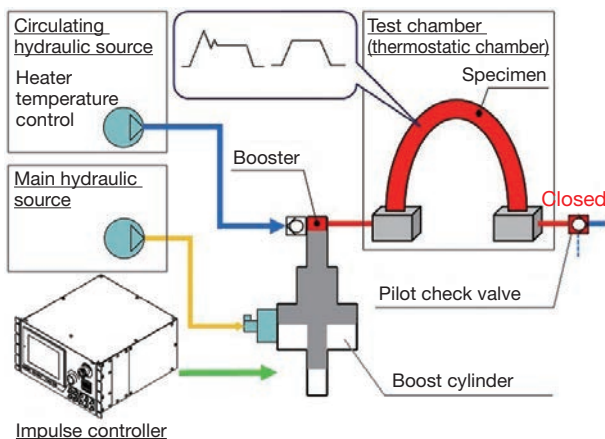 Circulating
hydraulic source
Heater
temperature
control
Main hydraulic
source
Impulse controller
Booster
Test chamber
(thermostatic chamber)
Specimen
Closed
Pilot check valve
Boost cylinder